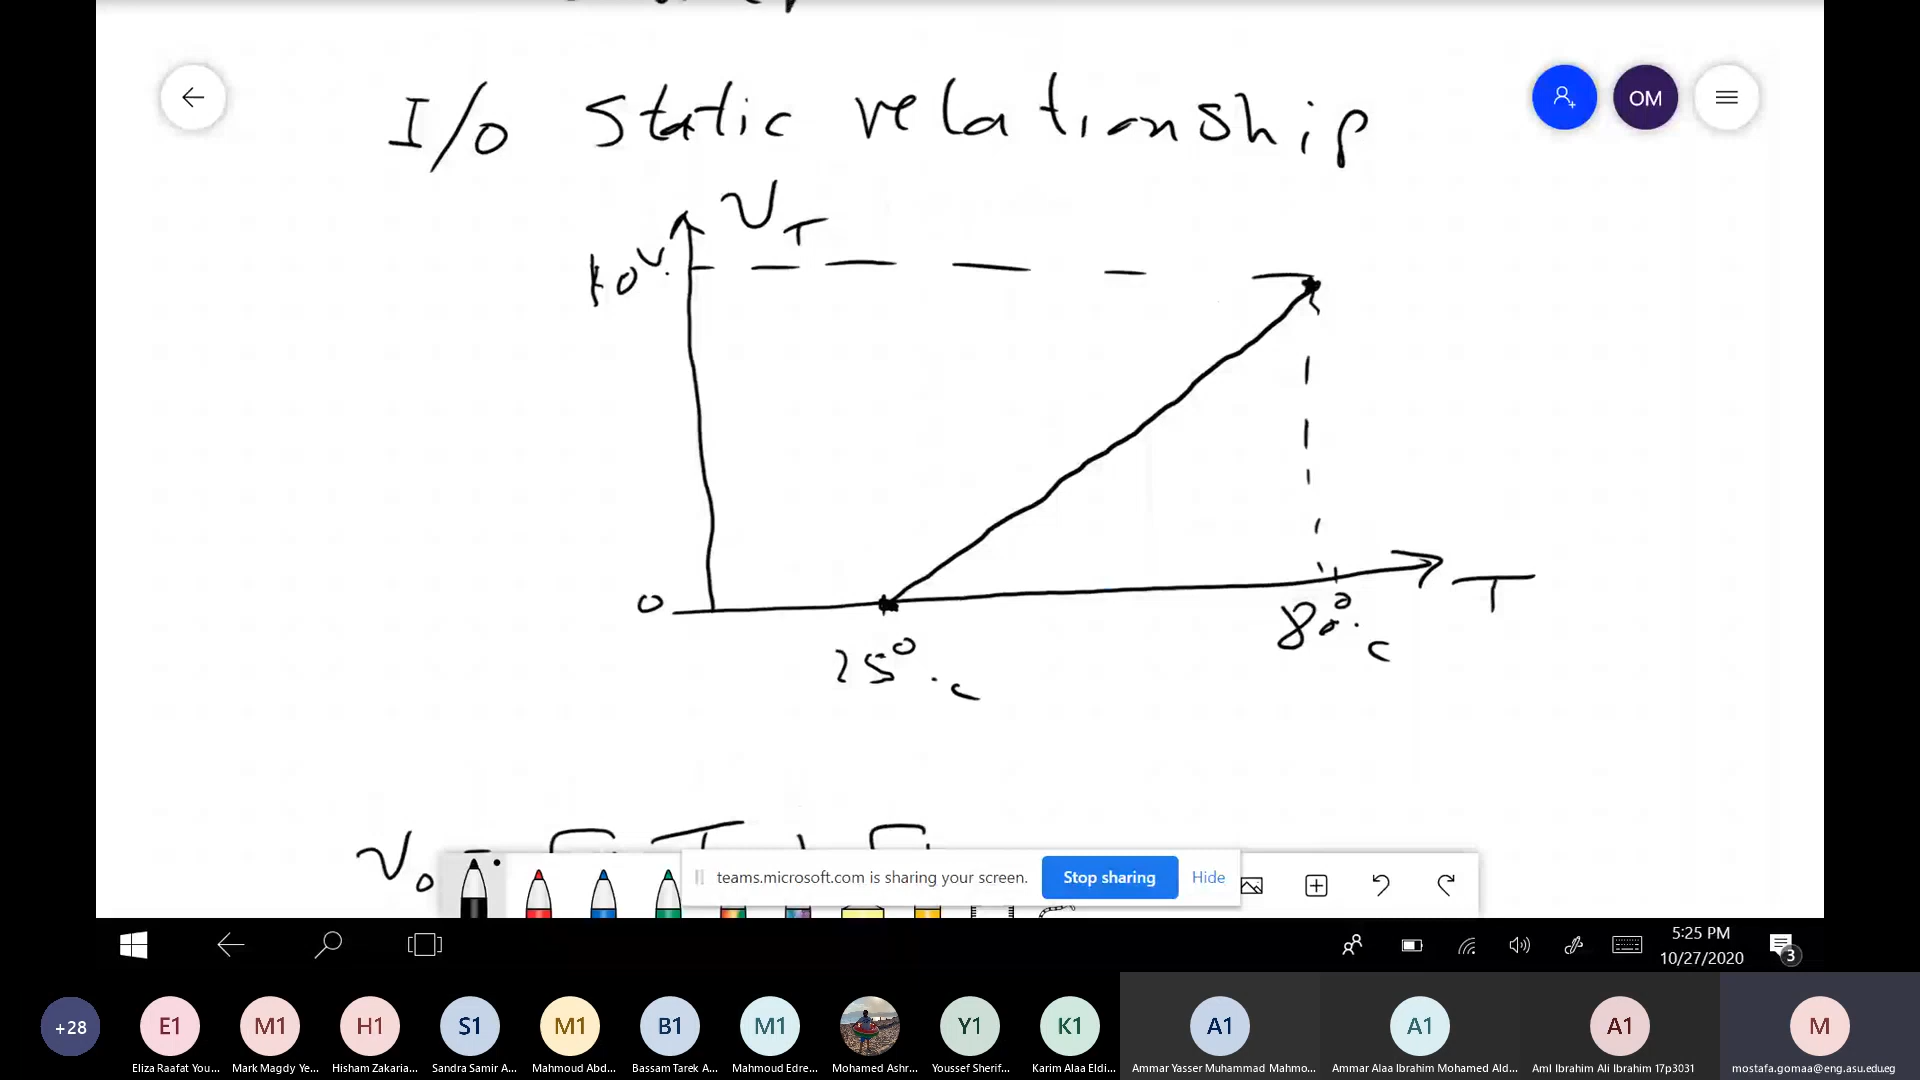 I/O Static relationship
OM
V_T
10V.
0
25°.C
80°.C
T
V_o =
teams.microsoft.com is sharing your screen.
Stop sharing
Hide
5:25 PM
10/27/2020
3
+28
E1
M1
H1
S1
M1
B1
M1
Y1
K1
A1
A1
A1
M
Eliza Raafat You...
Mark Magdy Ye...
Hisham Zakaria...
Sandra Samir A...
Mahmoud Abd...
Bassam Tarek A...
Mahmoud Edre...
Mohamed Ashr...
Youssef Sherif...
Karim Alaa Eldi...
Ammar Yasser Muhammad Mahmo...
Ammar Alaa Ibrahim Mohamed Ald...
Aml Ibrahim Ali Ibrahim 17p3031
mostafa.gomaa@eng.asu.edu.eg